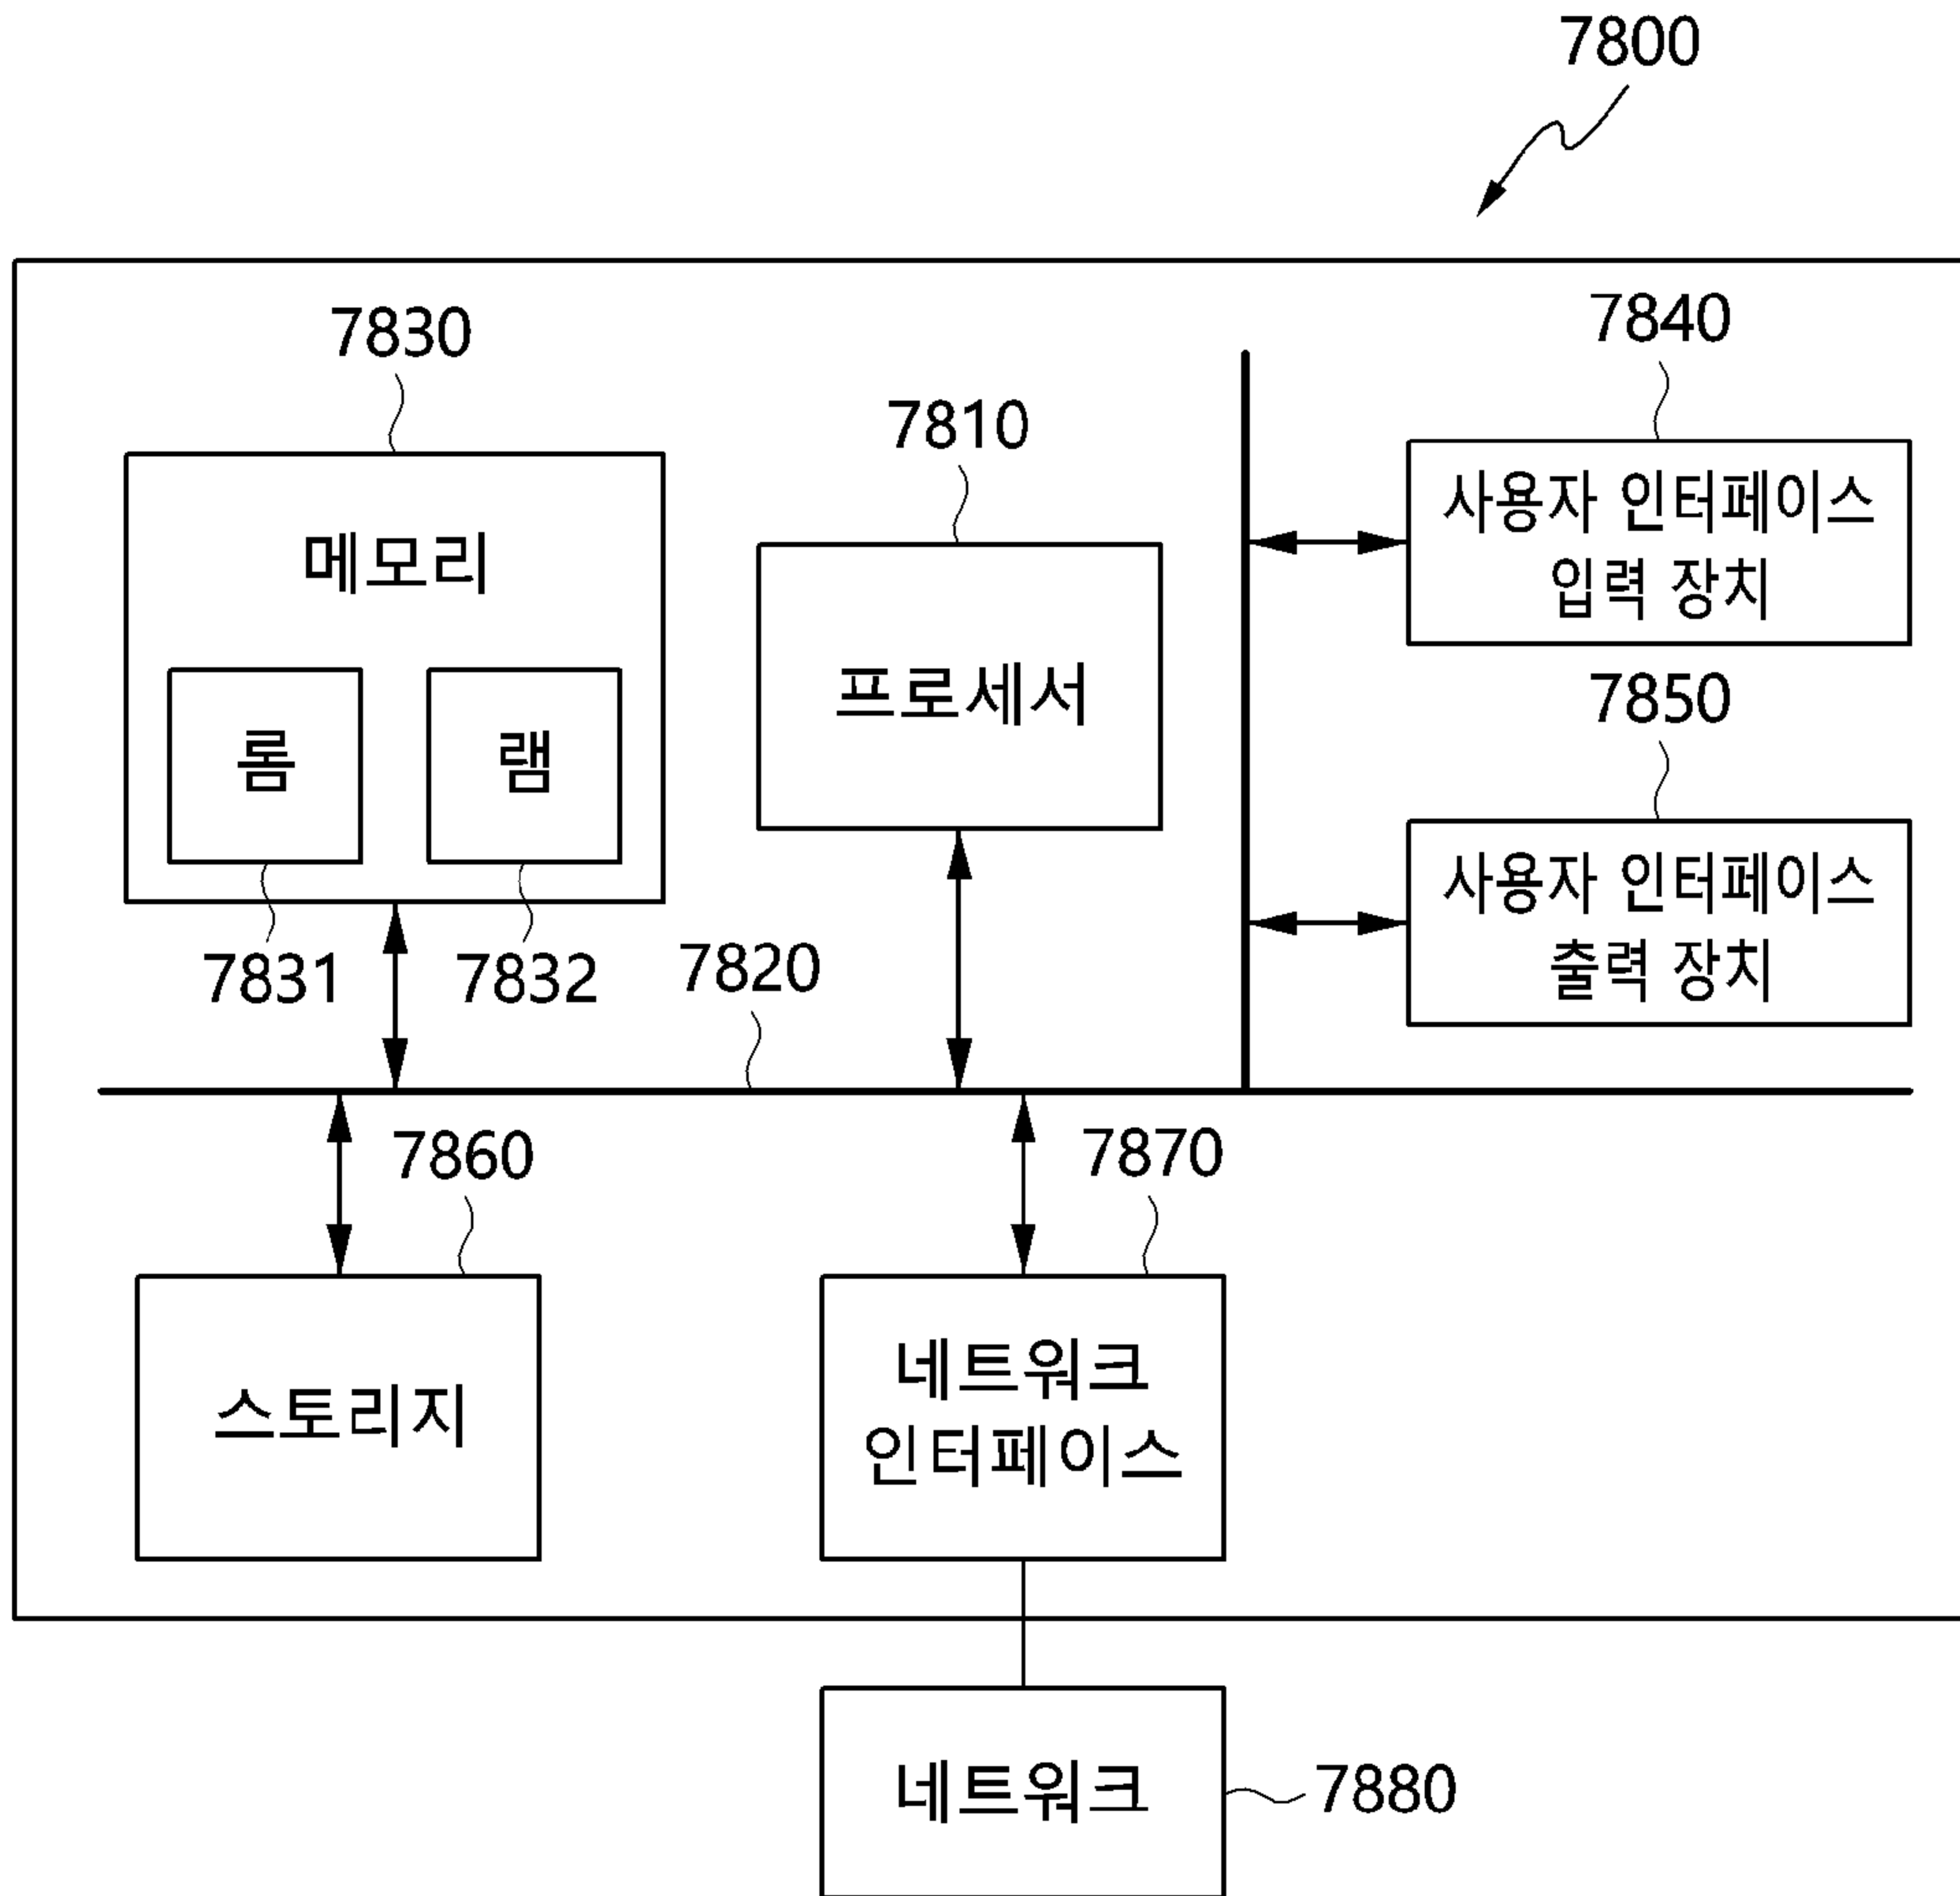 7800
7830
7840
7810
메모리
사용자 인터페이스
입력 장치
프로세서
롬
램
7850
사용자 인터페이스
출력 장치
7831
7832
7820
7860
7870
스토리지
네트워크
인터페이스
네트워크
7880